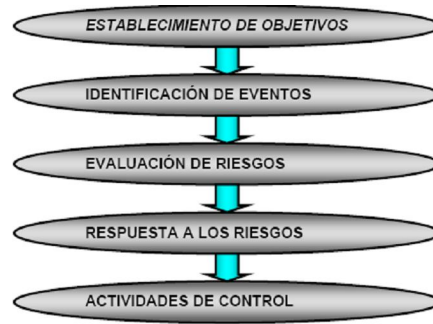 ESTABLECIMIENTO DE OBJETIVOS
IDENTIFICACIÓN DE EVENTOS
EVALUACIÓN DE RIESGOS
RESPUESTA A LOS RIESGOS
ACTIVIDADES DE CONTROL